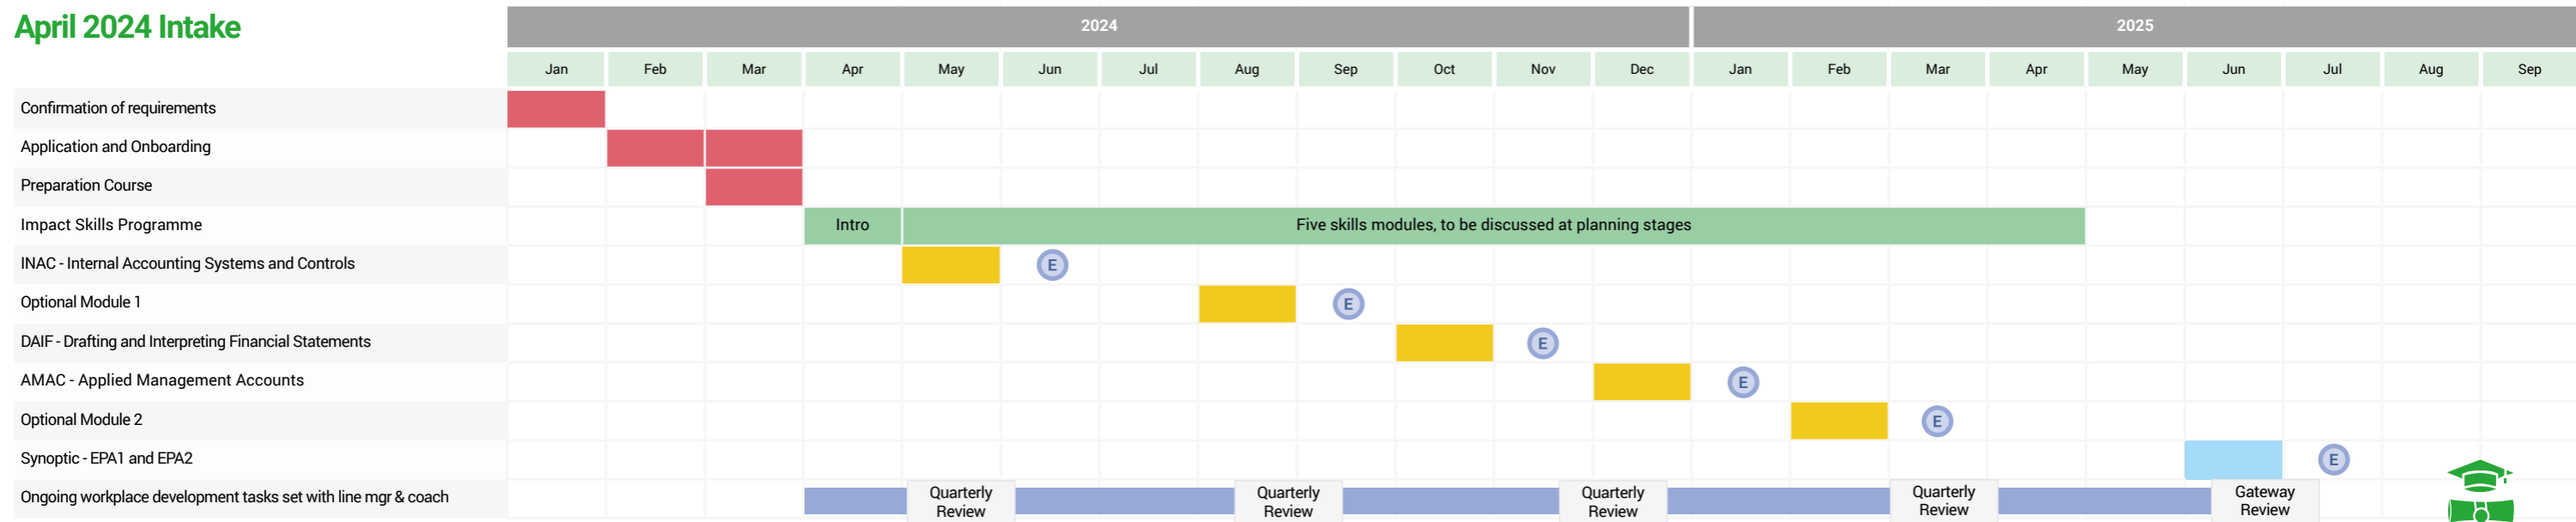 April 2024 Intake
2024
2025
Jan Feb Mar Apr May Jun Jul Aug Sep Oct Nov Dec Jan Feb Mar Apr May Jun Jul Aug Sep
Confirmation of requirements
Application and Onboarding
Preparation Course
Impact Skills Programme
Intro
Five skills modules, to be discussed at planning stages
INAC - Internal Accounting Systems and Controls
E
Optional Module 1
E
DAIF - Drafting and Interpreting Financial Statements
E
AMAC - Applied Management Accounts
E
Optional Module 2
E
Synoptic - EPA1 and EPA2
E
Ongoing workplace development tasks set with line mgr & coach
Quarterly
Review
Quarterly
Review
Quarterly
Review
Quarterly
Review
Gateway
Review